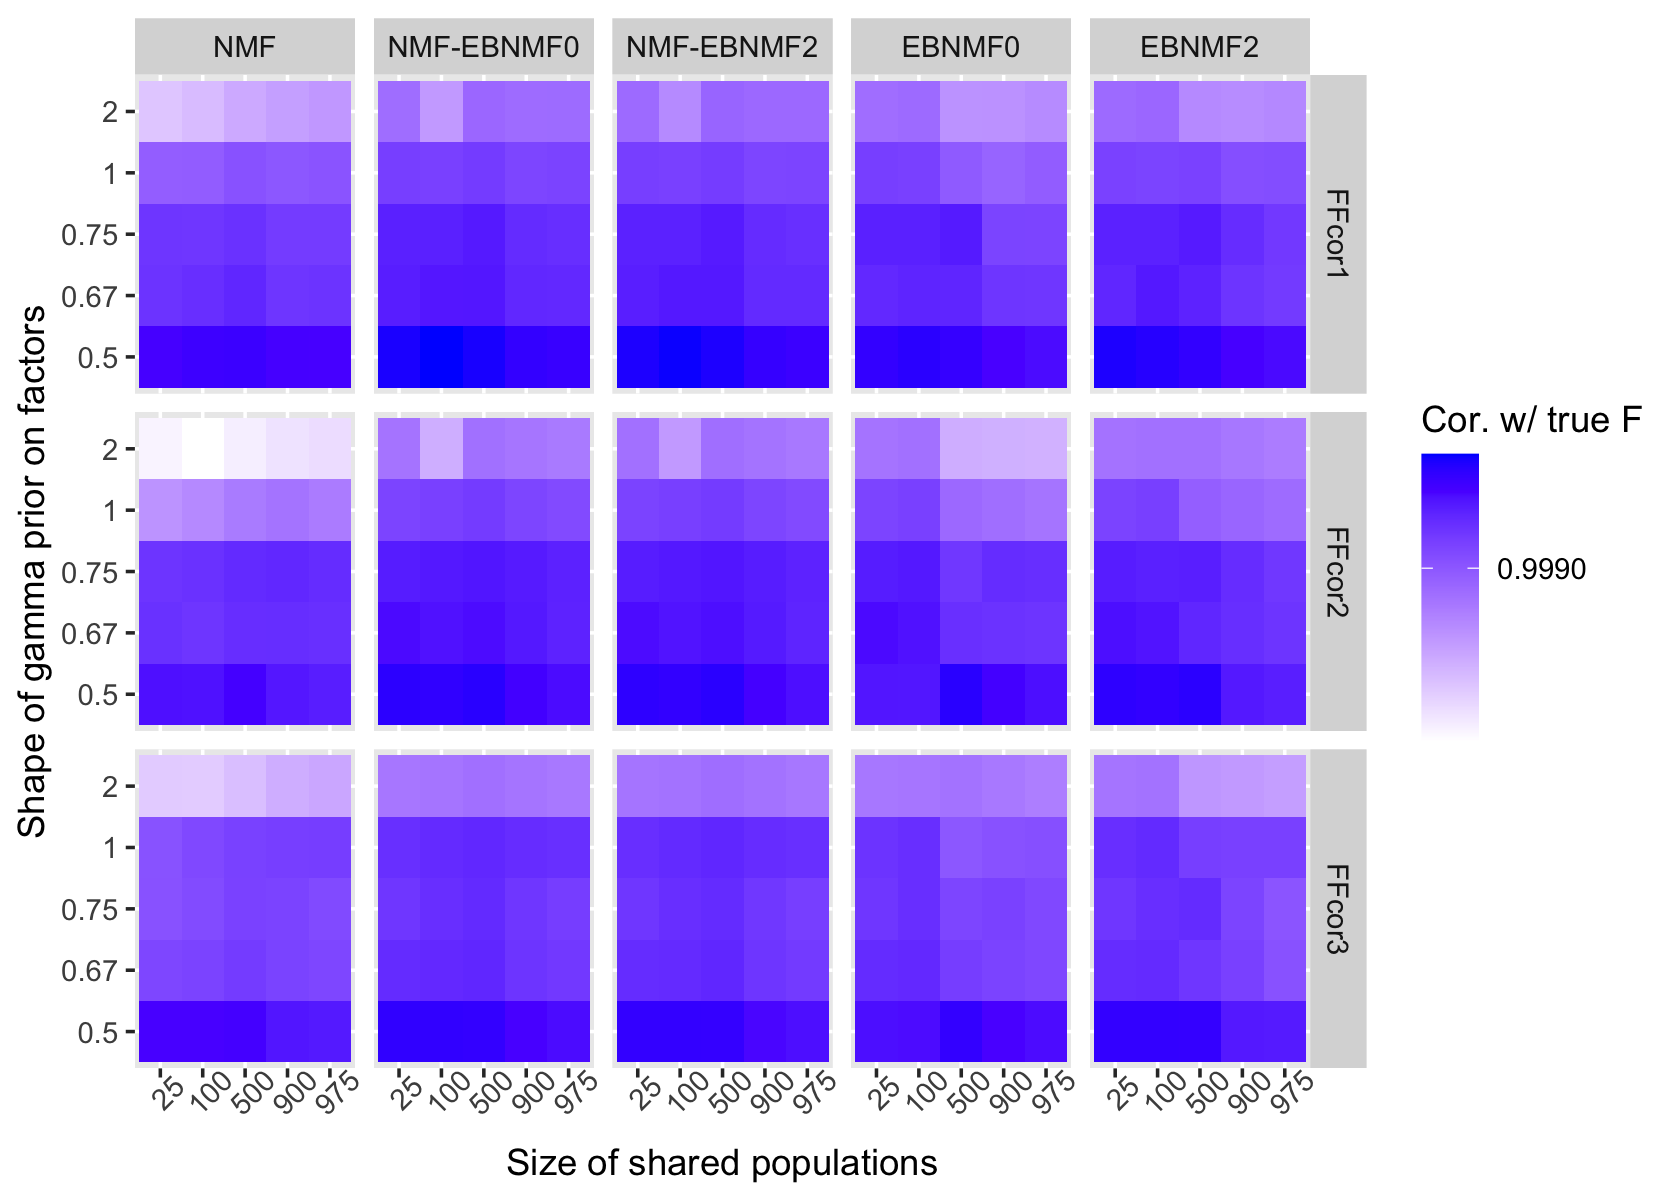 NMF NMF-EBNMF0 NMF-EBNMF2 EBNMF0 EBNMF2
Shape of gamma prior on factors
2
1
0.75
0.67
0.5
FFcor1
2
1
0.75
0.67
0.5
FFcor2
2
1
0.75
0.67
0.5
FFcor3
25 100 500 900 975 25 100 500 900 975 25 100 500 900 975 25 100 500 900 975 25 100 500 900 975
Size of shared populations
Cor. w/ true F
0.9990